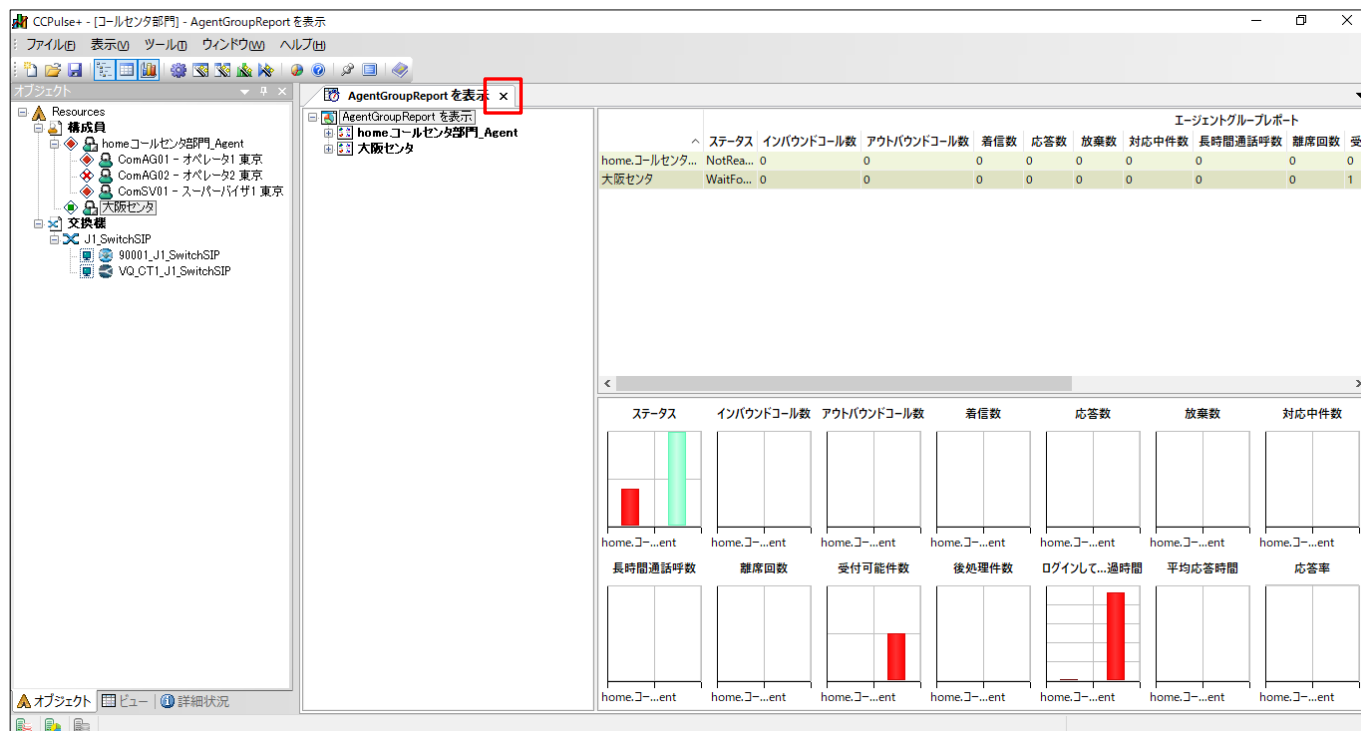 CCPulse+ - [コールセンタ部門] - AgentGroupReport を表示
ファイル(F) 表示(V) ツール(T) ウィンドウ(W) ヘルプ(H)
オブジェクト
Resources
構成員
home コールセンタ部門_Agent
ComAG01 - オペレータ1 東京
ComAG02 - オペレータ2 東京
ComSV01 - スーパーバイザ1 東京
大阪センタ
交換機
J1_SwitchSIP
90001_J1_SwitchSIP
VQ_CT1_J1_SwitchSIP
オブジェクト ビュー 詳細状況
AgentGroupReport を表示
AgentGroupReport を表示
home コールセンタ部門_Agent
大阪センタ
エージェントグループレポート
ステータス インバウンドコール数 アウトバウンドコール数 着信数 応答数 放棄数 対応中件数 長時間通話呼数 離席回数 受
home.コールセンタ... NotRea... 0 0 0 0 0 0 0 0 0
大阪センタ WaitFo... 0 0 0 0 0 0 0 0 1
ステータス インバウンドコール数 アウトバウンドコール数 着信数 応答数 放棄数 対応中件数
home.コー...ent home.コー...ent home.コー...ent home.コー...ent home.コー...ent home.コー...ent home.コー...ent
長時間通話呼数 離席回数 受付可能件数 後処理件数 ログインして...過時間 平均応答時間 応答率
home.コー...ent home.コー...ent home.コー...ent home.コー...ent home.コー...ent home.コー...ent home.コー...ent